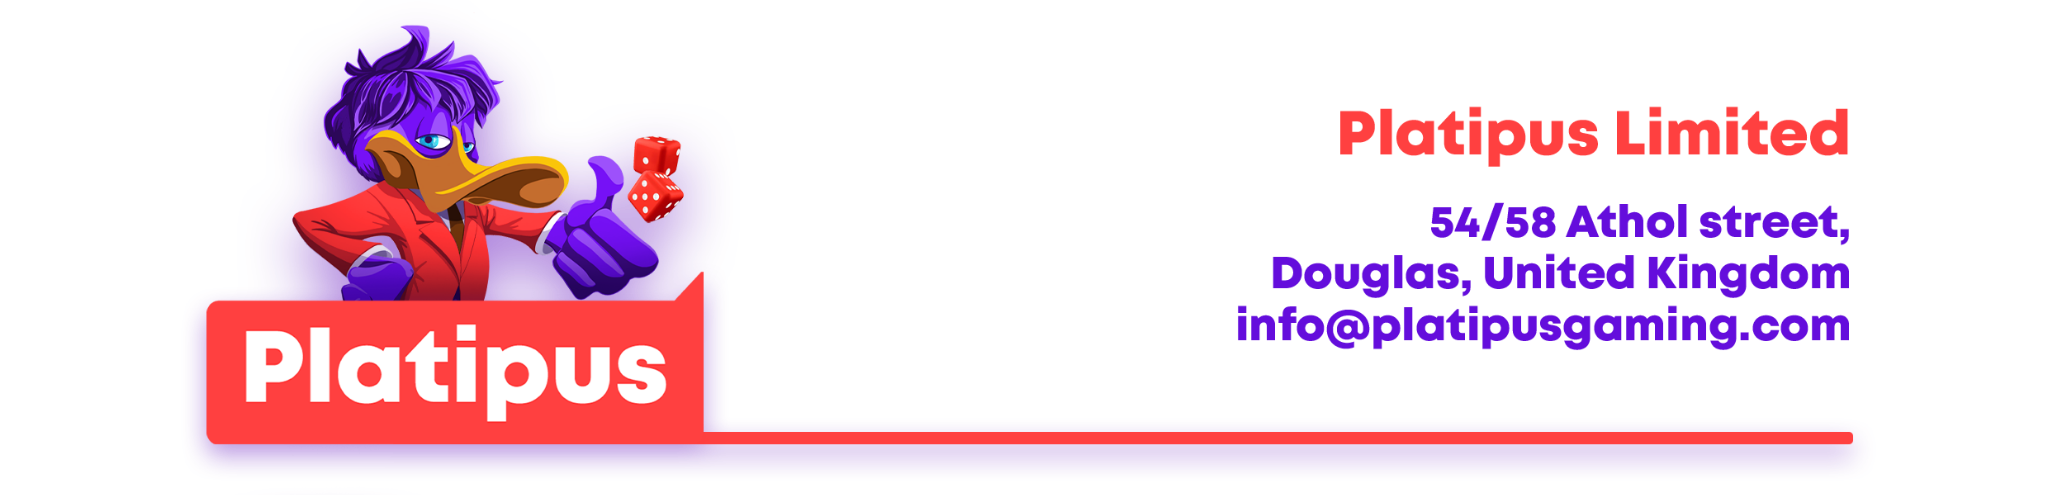 Platipus
Platipus Limited
54/58 Athol street,
Douglas, United Kingdom
info@platipusgaming.com